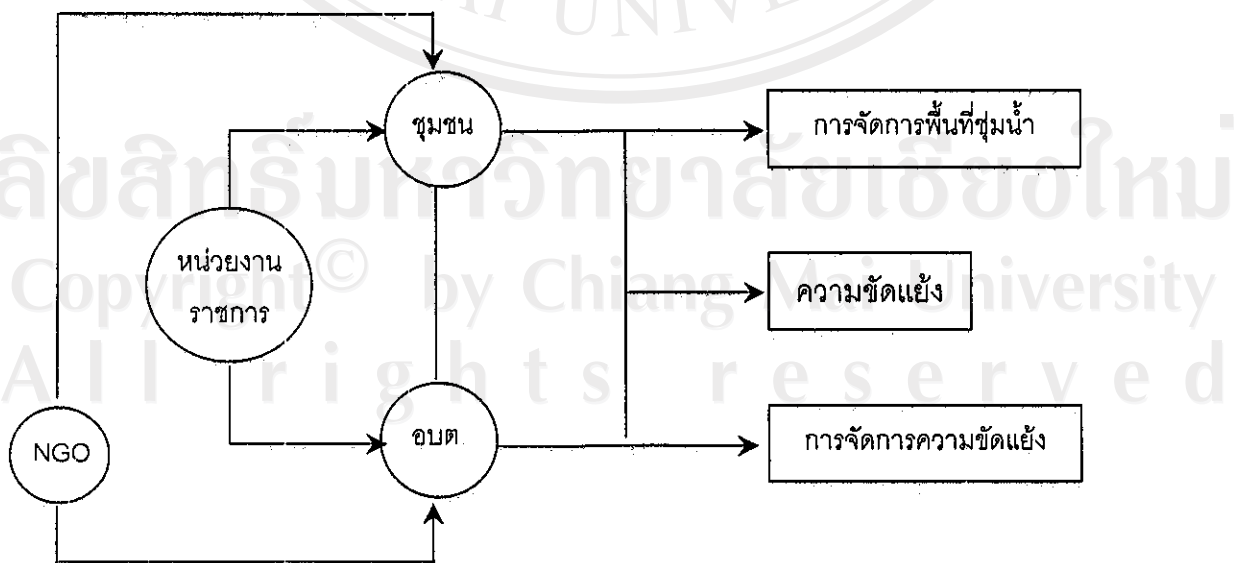 AI UNIVE
ชุมชน
การจัดการพื้นที่ชุ่มน้ำ
ลิขสิทธิ์มหาวิทยาลัยเชียงใหม่
หน่วยงาน
ราชการ
Copyright© by Chiang Mai University
ความขัดแย้ง
All rights reserved
NGO
อบต
การจัดการความขัดแย้ง